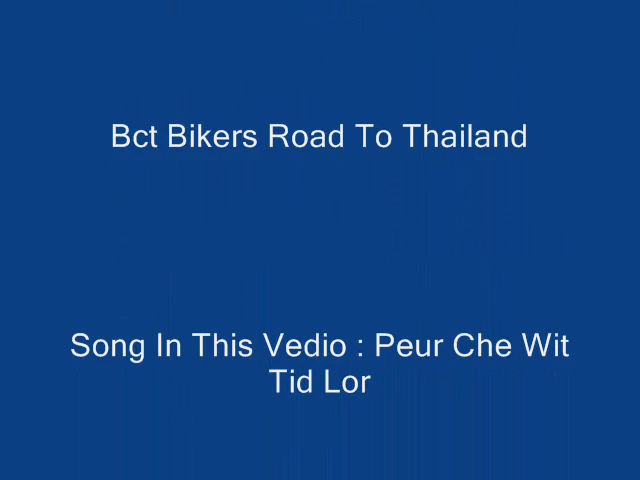 Bct Bikers Road To Thailand
Song In This Vedio : Peur Che Wit
Tid Lor